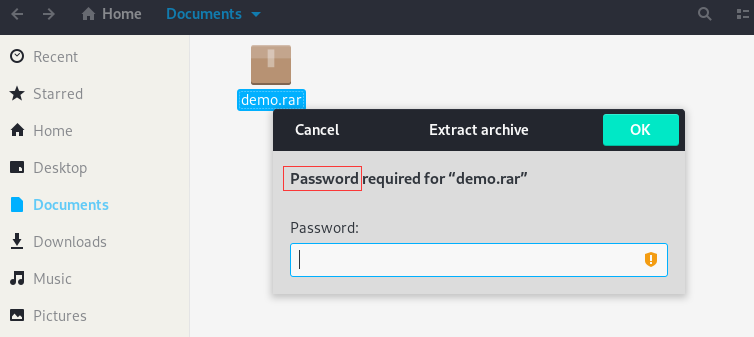 Home Documents
Recent
Starred
Home
Desktop
Documents
Downloads
Music
Pictures
demo.rar
Cancel Extract archive OK
Password required for “demo.rar”
Password: